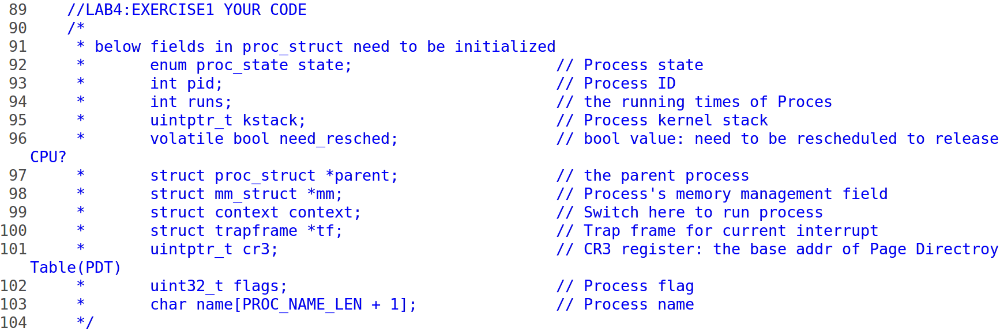 89    //LAB4:EXERCISE1 YOUR CODE
90    /*
91     * below fields in proc_struct need to be initialized
92     *       enum proc_state state;                      // Process state
93     *       int pid;                                    // Process ID
94     *       int runs;                                   // the running times of Proces
95     *       uintptr_t kstack;                           // Process kernel stack
96     *       volatile bool need_resched;                 // bool value: need to be rescheduled to release
CPU?
97     *       struct proc_struct *parent;                 // the parent process
98     *       struct mm_struct *mm;                       // Process's memory management field
99     *       struct context context;                     // Switch here to run process
100     *       struct trapframe *tf;                       // Trap frame for current interrupt
101     *       uintptr_t cr3;                              // CR3 register: the base addr of Page Directroy
Table(PDT)
102     *       uint32_t flags;                             // Process flag
103     *       char name[PROC_NAME_LEN + 1];               // Process name
104     */